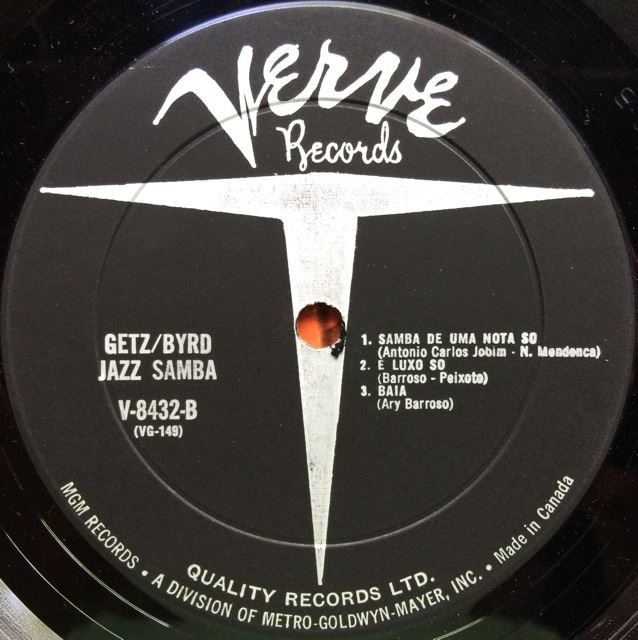 VERVE
Records
GETZ/BYRD
JAZZ SAMBA
V-8432-B
(VG-149)
1. SAMBA DE UMA NOTA SO
(Antonio Carlos Jobim - N. Mendonca)
2. E LUXO SO
(Barroso - Peixoto)
3. BAIA
(Ary Barroso)
QUALITY RECORDS LTD.
MGM RECORDS • A DIVISION OF METRO-GOLDWYN-MAYER, INC. • Made in Canada